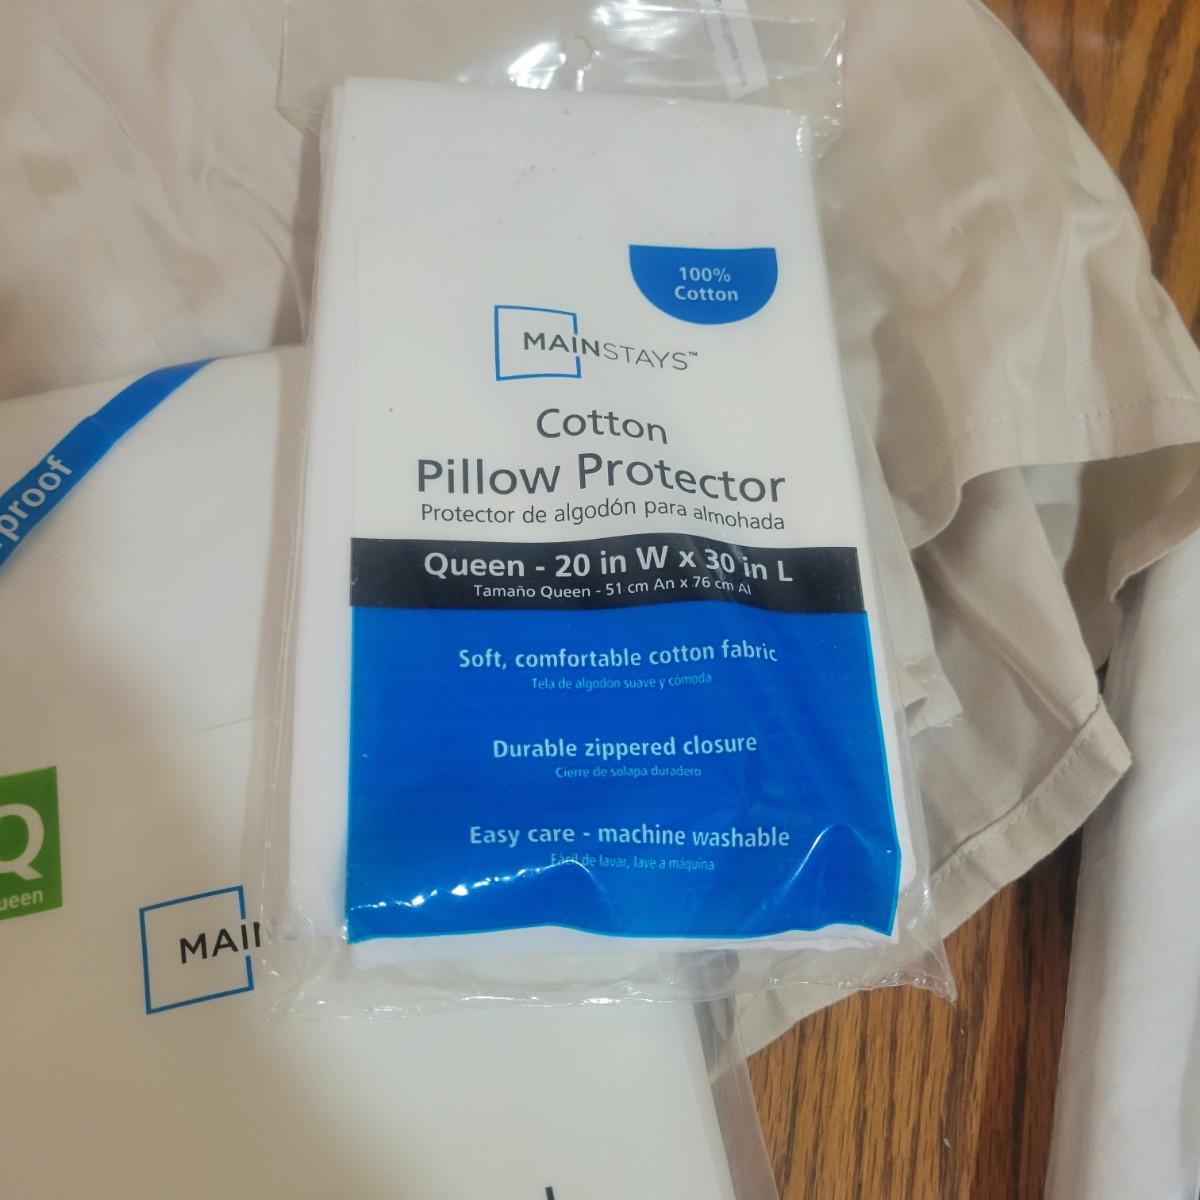 100%
Cotton
MAINSTAYS™
Cotton
Pillow Protector
Protector de algodón para almohada
Queen - 20 in W x 30 in L
Tamaño Queen - 51 cm An x 76 cm Al
Soft, comfortable cotton fabric
Tela de algodón suave y cómoda
Durable zippered closure
Cierre de solapa duradero
Easy care - machine washable
Fácil de lavar, lave a máquina
proof
Q
ueen
MAIN